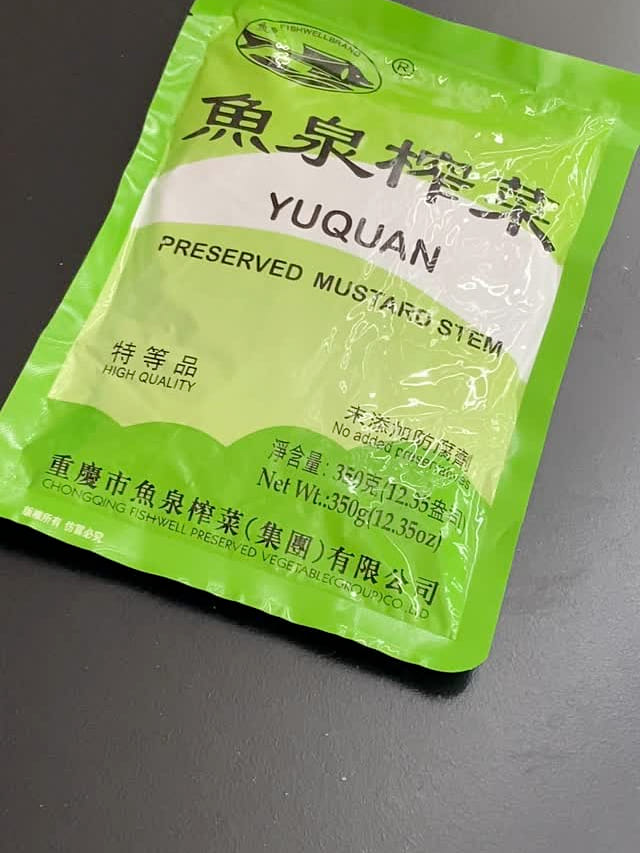 魚泉 FISHWELLBRAND
®
魚泉榨菜
YUQUAN
PRESERVED MUSTARD STEM
特等品
HIGH QUALITY
未添加防腐劑
No added preservatives
淨含量：350克(12.35盎司)
Net Wt.:350g(12.35oz)
重慶市魚泉榨菜(集團)有限公司
CHONGQING FISHWELL PRESERVED VEGETABLE(GROUP)CO.,LTD
版權所有 仿冒必究